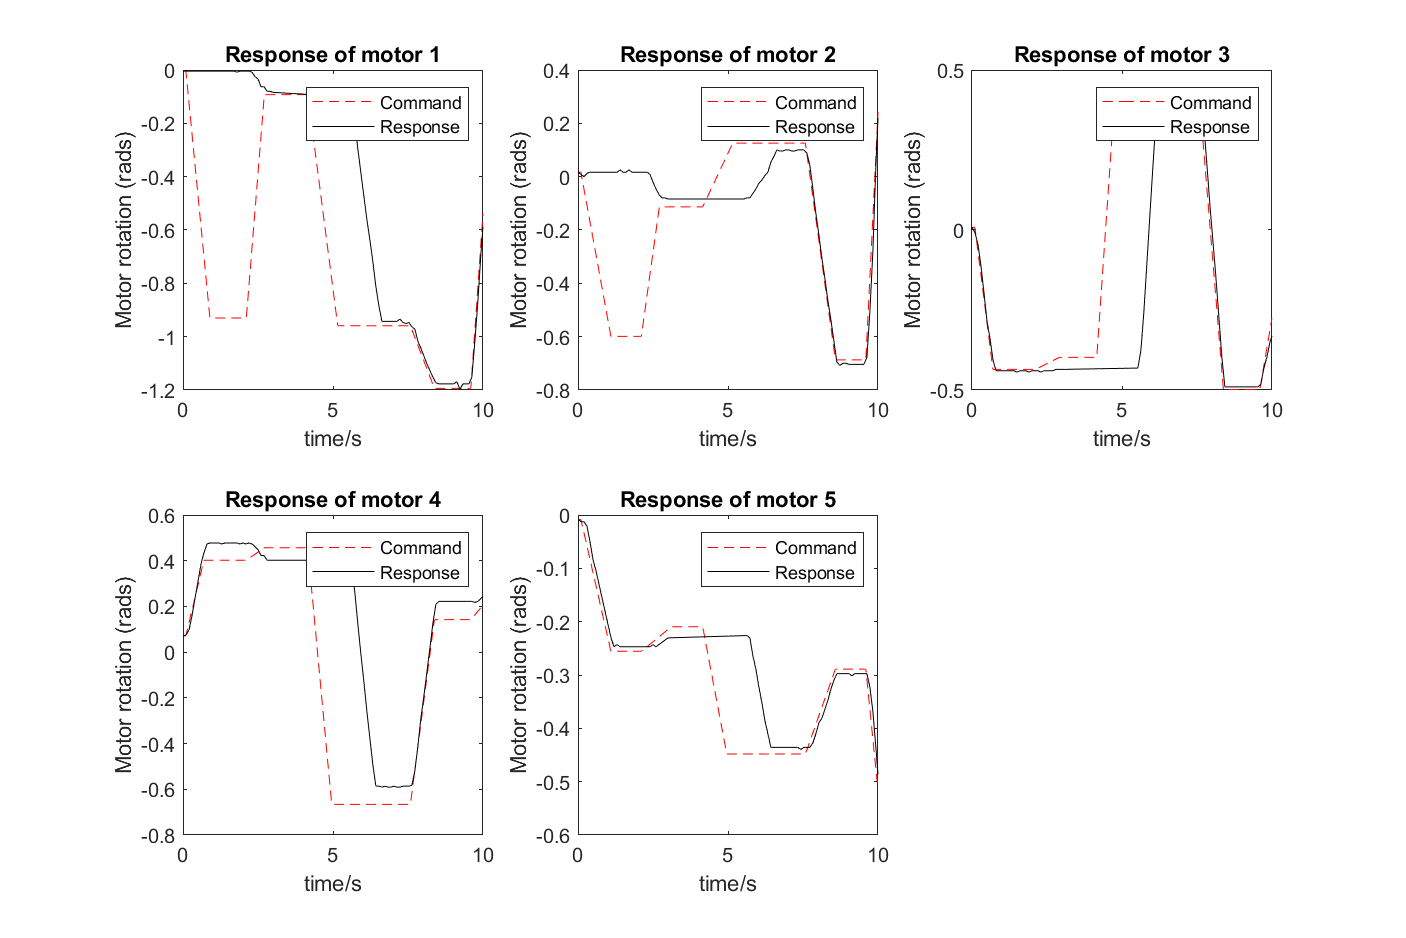 Response of motor 1
0
-0.2
-0.4
-0.6
-0.8
-1
-1.2
0
5
10
Motor rotation (rads)
time/s
Command
Response
Response of motor 2
0.4
0.2
0
-0.2
-0.4
-0.6
-0.8
0
5
10
Motor rotation (rads)
time/s
Command
Response
Response of motor 3
0.5
0
-0.5
0
5
10
Motor rotation (rads)
time/s
Command
Response
Response of motor 4
0.6
0.4
0.2
0
-0.2
-0.4
-0.6
-0.8
0
5
10
Motor rotation (rads)
time/s
Command
Response
Response of motor 5
0
-0.1
-0.2
-0.3
-0.4
-0.5
-0.6
0
5
10
Motor rotation (rads)
time/s
Command
Response